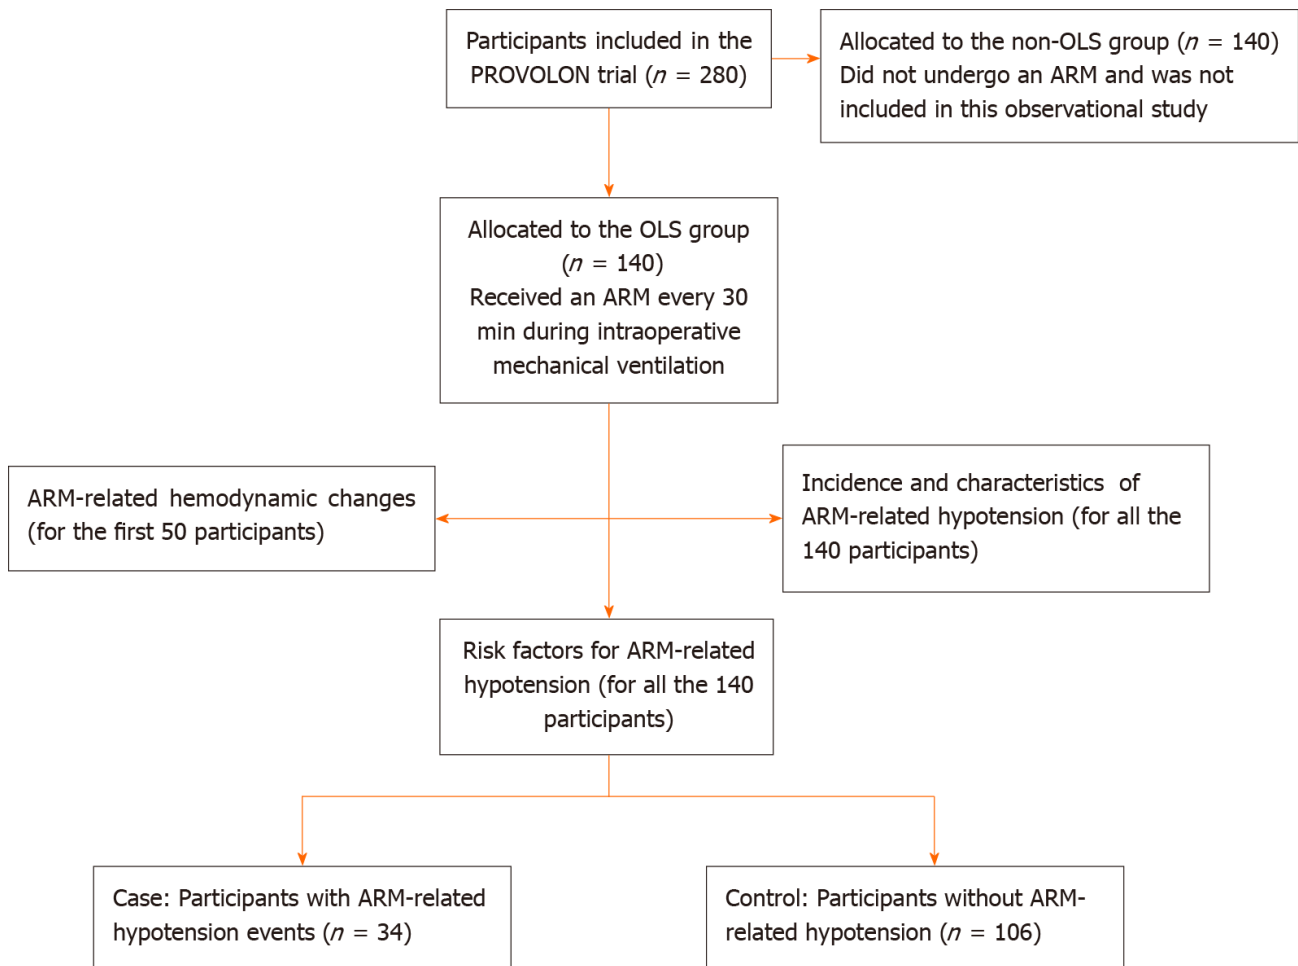 Participants included in the
PROVOLON trial (n = 280)
Allocated to the non-OLS group (n = 140)
Did not undergo an ARM and was not
included in this observational study
Allocated to the OLS group
(n = 140)
Received an ARM every 30
min during intraoperative
mechanical ventilation
ARM-related hemodynamic changes
(for the first 50 participants)
Incidence and characteristics of
ARM-related hypotension (for all the
140 participants)
Risk factors for ARM-related
hypotension (for all the 140
participants)
Case: Participants with ARM-related
hypotension events (n = 34)
Control: Participants without ARM-
related hypotension (n = 106)